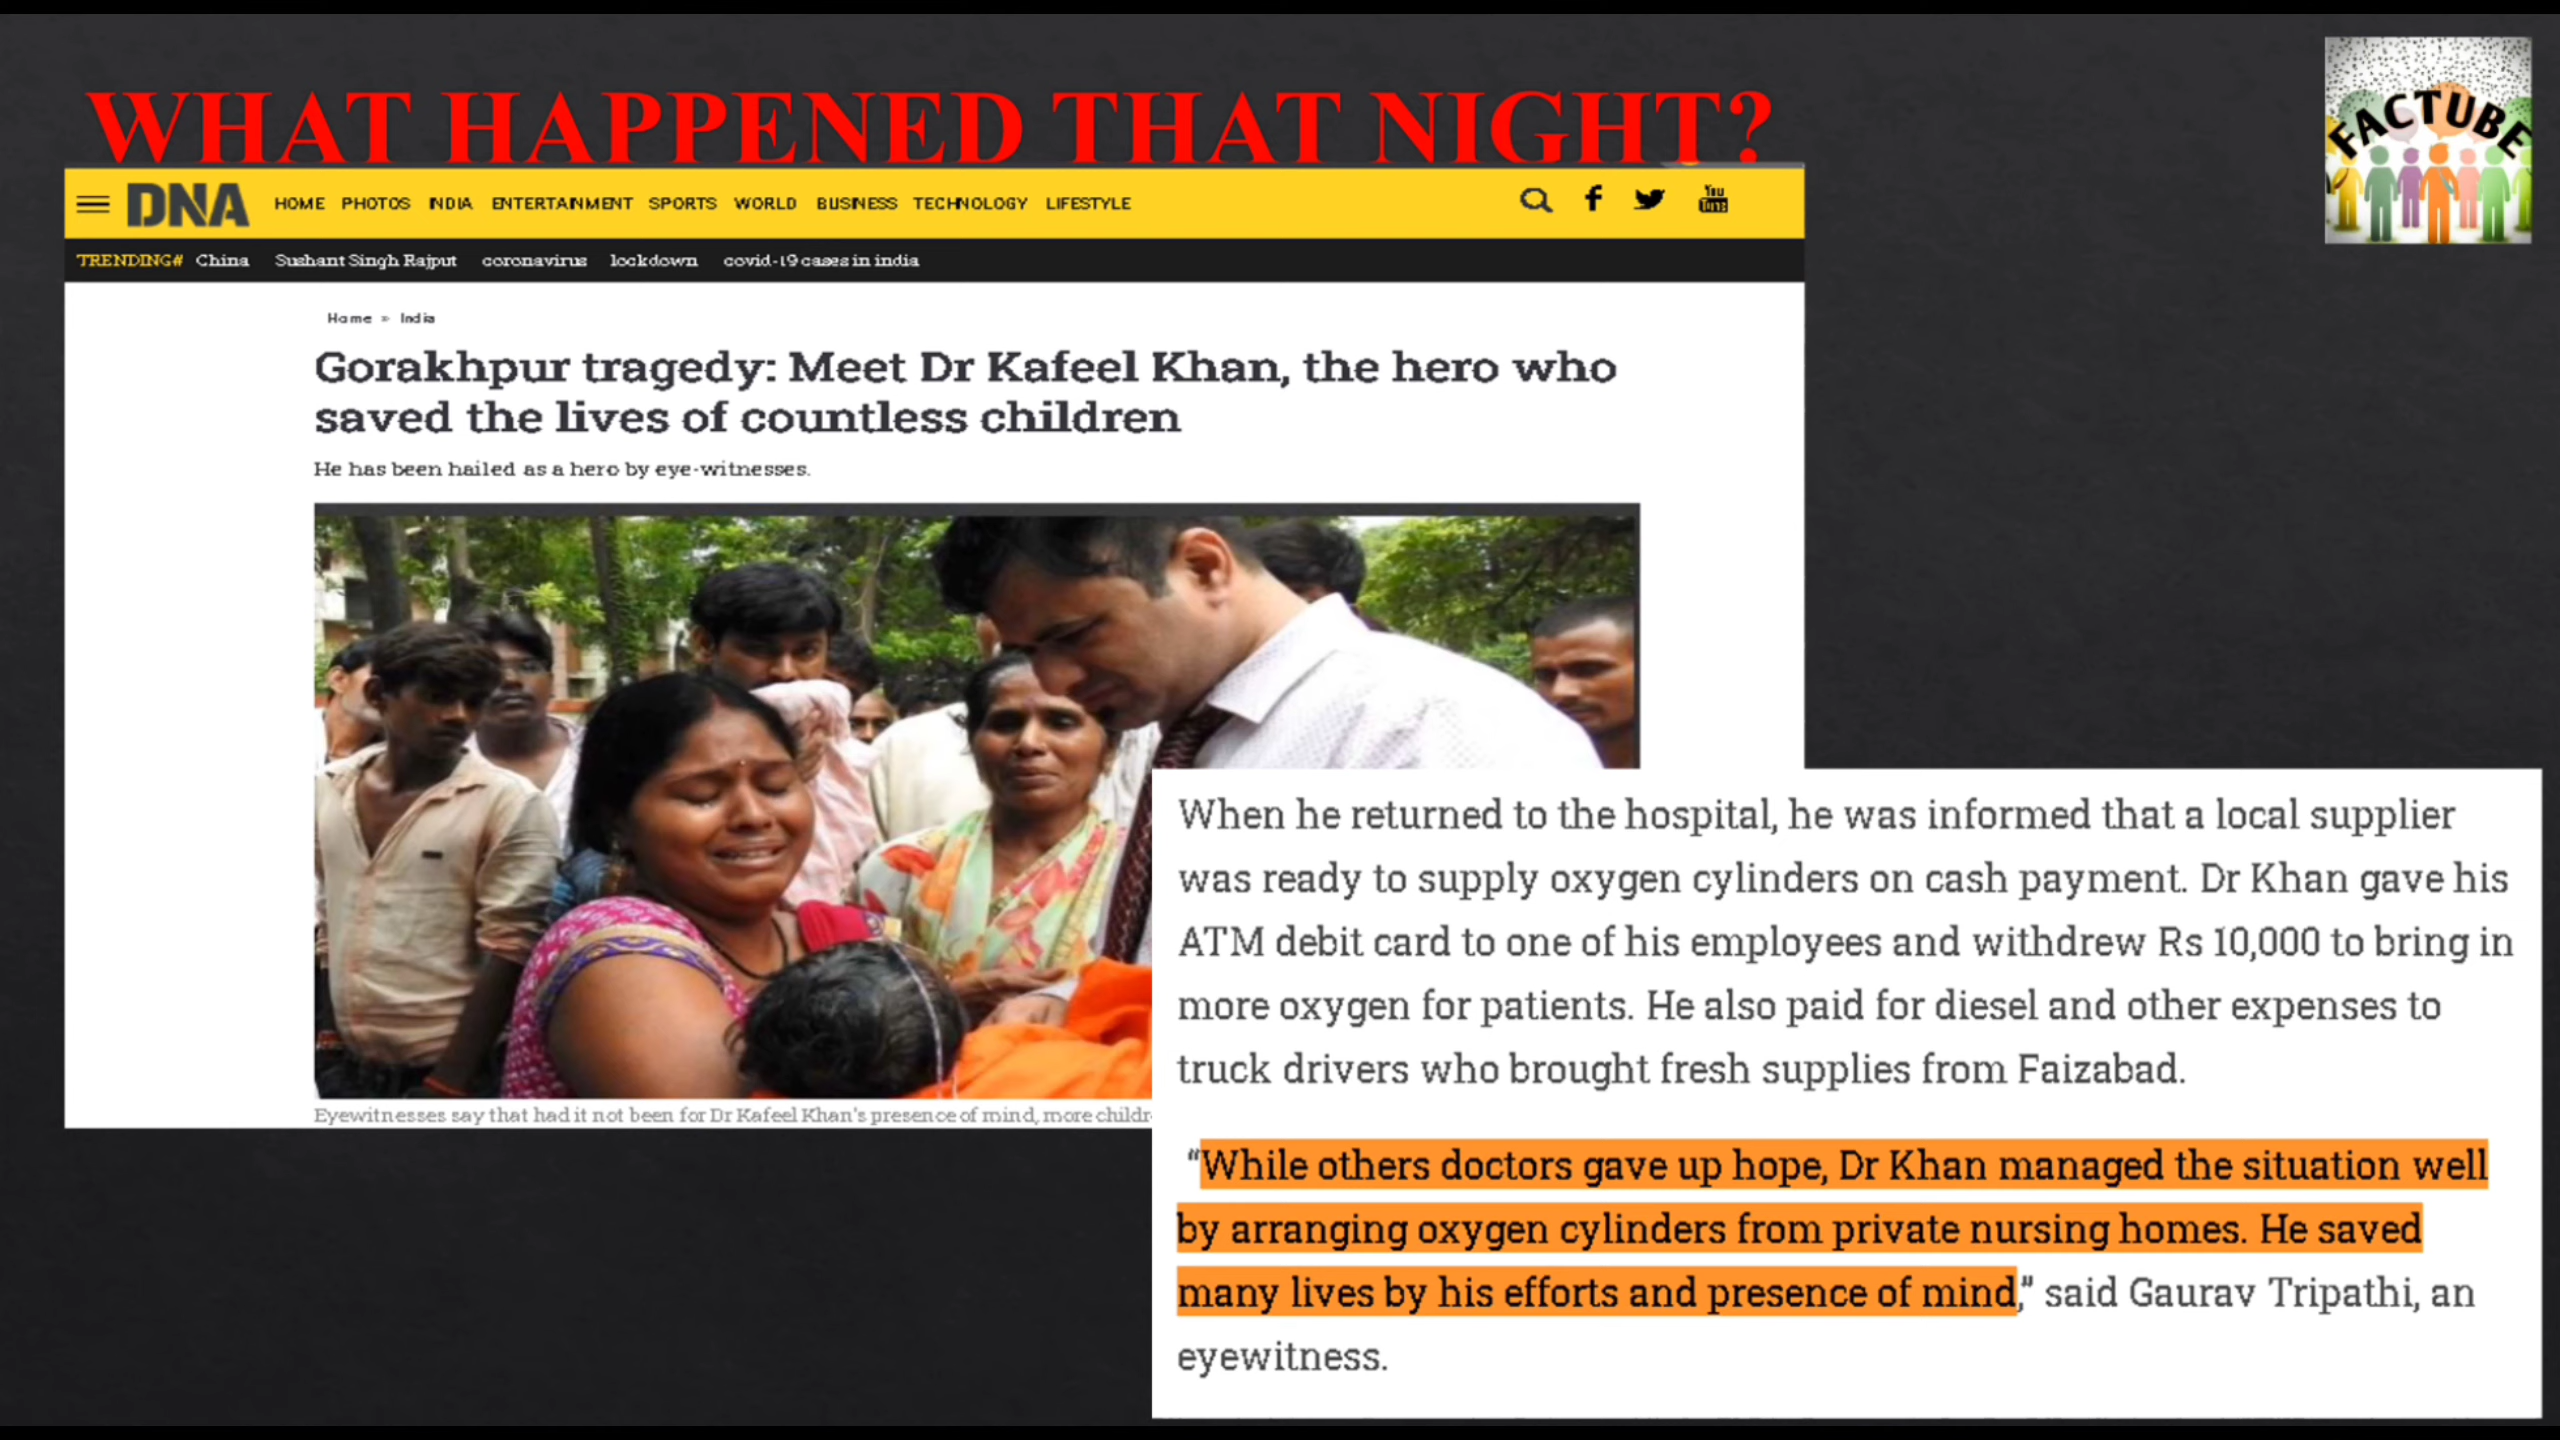 WHAT HAPPENED THAT NIGHT?
FACTUBE
DNA HOME PHOTOS INDIA ENTERTAINMENT SPORTS WORLD BUSINESS TECHNOLOGY LIFESTYLE
You Tube
TRENDING# China Sushant Singh Rajput coronavirus lockdown covid-19 cases in india
Home » India
Gorakhpur tragedy: Meet Dr Kafeel Khan, the hero who
saved the lives of countless children
He has been hailed as a hero by eye-witnesses.
Eyewitnesses say that had it not been for Dr Kafeel Khan's presence of mind, more childr
When he returned to the hospital, he was informed that a local supplier
was ready to supply oxygen cylinders on cash payment. Dr Khan gave his
ATM debit card to one of his employees and withdrew Rs 10,000 to bring in
more oxygen for patients. He also paid for diesel and other expenses to
truck drivers who brought fresh supplies from Faizabad.
“While others doctors gave up hope, Dr Khan managed the situation well
by arranging oxygen cylinders from private nursing homes. He saved
many lives by his efforts and presence of mind,” said Gaurav Tripathi, an
eyewitness.